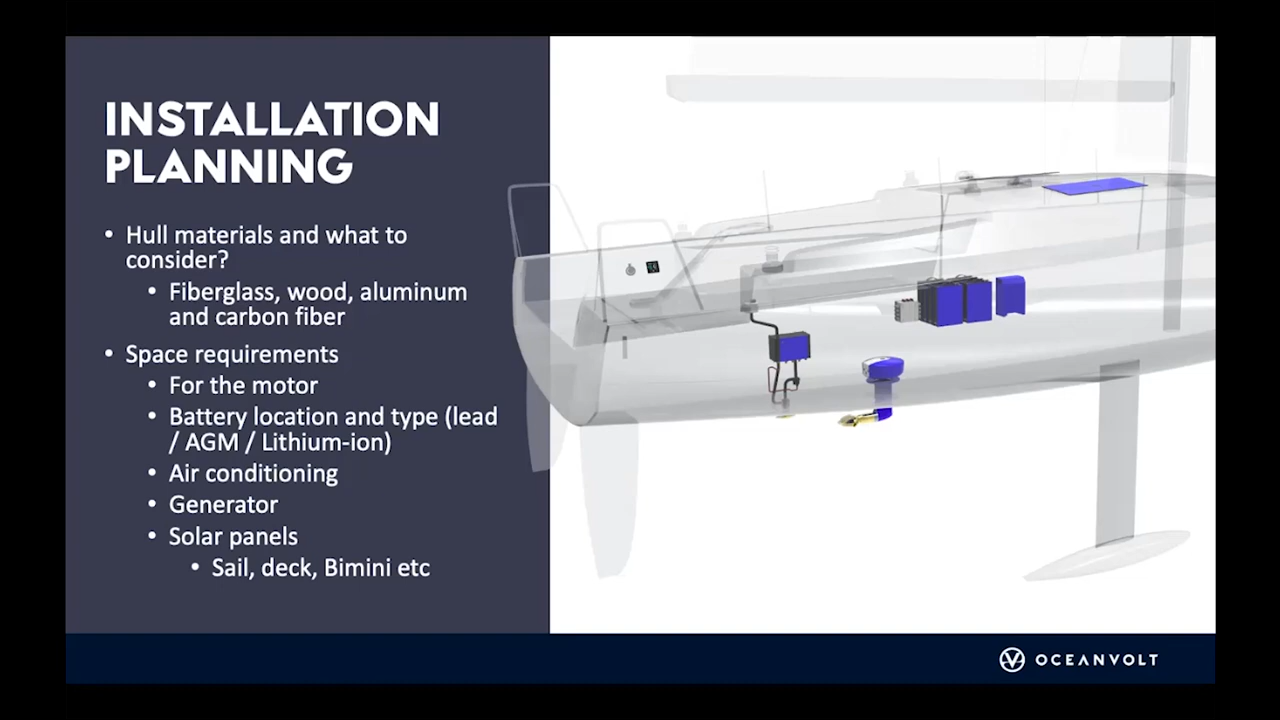 INSTALLATION
PLANNING
• Hull materials and what to
consider?
• Fiberglass, wood, aluminum
and carbon fiber
• Space requirements
• For the motor
• Battery location and type (lead
/ AGM / Lithium-ion)
• Air conditioning
• Generator
• Solar panels
• Sail, deck, Bimini etc
OCEANVOLT